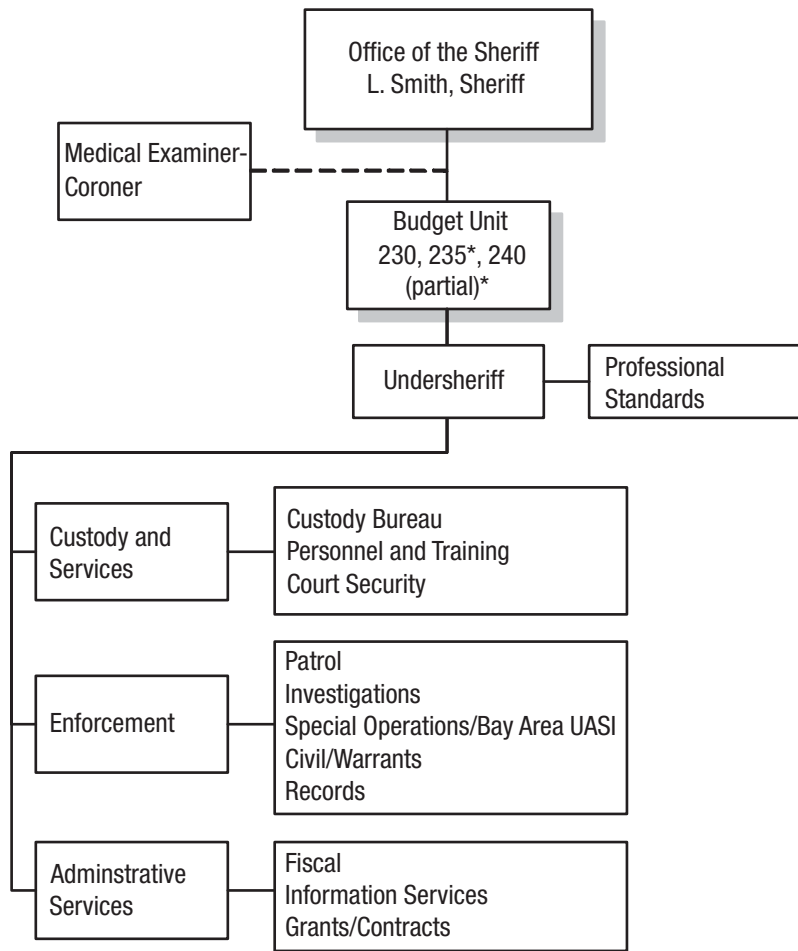 Office of the Sheriff
L. Smith, Sheriff
Medical Examiner-
Coroner
Budget Unit
230, 235*, 240
(partial)*
Undersheriff
Professional
Standards
Custody and
Services
Custody Bureau
Personnel and Training
Court Security
Enforcement
Patrol
Investigations
Special Operations/Bay Area UASI
Civil/Warrants
Records
Adminstrative
Services
Fiscal
Information Services
Grants/Contracts